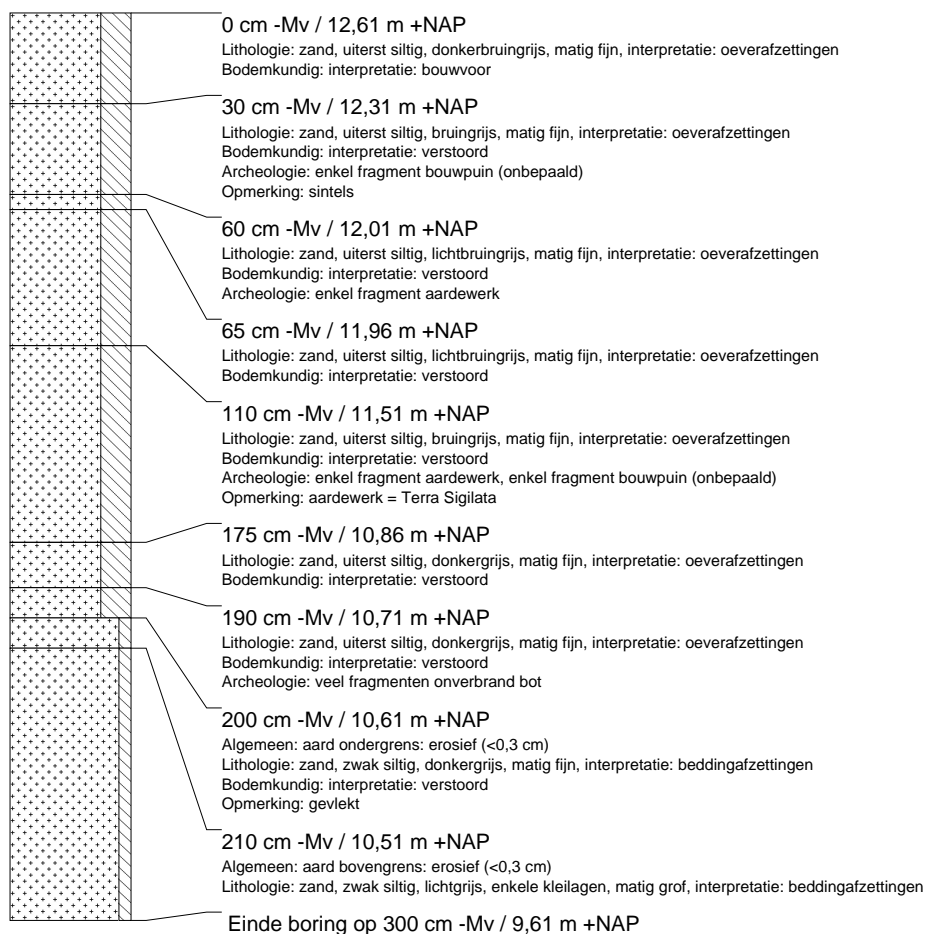 0 cm -Mv / 12,61 m +NAP
Lithologie: zand, uiterst siltig, donkerbruingrijs, matig fijn, interpretatie: oeverafzettingen
Bodemkundig: interpretatie: bouwvoor
30 cm -Mv / 12,31 m +NAP
Lithologie: zand, uiterst siltig, bruingrijs, matig fijn, interpretatie: oeverafzettingen
Bodemkundig: interpretatie: verstoord
Archeologie: enkel fragment bouwpuin (onbepaald)
Opmerking: sintels
60 cm -Mv / 12,01 m +NAP
Lithologie: zand, uiterst siltig, lichtbruingrijs, matig fijn, interpretatie: oeverafzettingen
Bodemkundig: interpretatie: verstoord
Archeologie: enkel fragment aardewerk
65 cm -Mv / 11,96 m +NAP
Lithologie: zand, uiterst siltig, lichtbruingrijs, matig fijn, interpretatie: oeverafzettingen
Bodemkundig: interpretatie: verstoord
110 cm -Mv / 11,51 m +NAP
Lithologie: zand, uiterst siltig, bruingrijs, matig fijn, interpretatie: oeverafzettingen
Bodemkundig: interpretatie: verstoord
Archeologie: enkel fragment aardewerk, enkel fragment bouwpuin (onbepaald)
Opmerking: aardewerk = Terra Sigilata
175 cm -Mv / 10,86 m +NAP
Lithologie: zand, uiterst siltig, donkergrijs, matig fijn, interpretatie: oeverafzettingen
Bodemkundig: interpretatie: verstoord
190 cm -Mv / 10,71 m +NAP
Lithologie: zand, uiterst siltig, donkergrijs, matig fijn, interpretatie: oeverafzettingen
Bodemkundig: interpretatie: verstoord
Archeologie: veel fragmenten onverbrand bot
200 cm -Mv / 10,61 m +NAP
Algemeen: aard ondergrens: erosief (<0,3 cm)
Lithologie: zand, zwak siltig, donkergrijs, matig fijn, interpretatie: beddingafzettingen
Bodemkundig: interpretatie: verstoord
Opmerking: gevlekt
210 cm -Mv / 10,51 m +NAP
Algemeen: aard bovengrens: erosief (<0,3 cm)
Lithologie: zand, zwak siltig, lichtgrijs, enkele kleilagen, matig grof, interpretatie: beddingafzettingen
Einde boring op 300 cm -Mv / 9,61 m +NAP